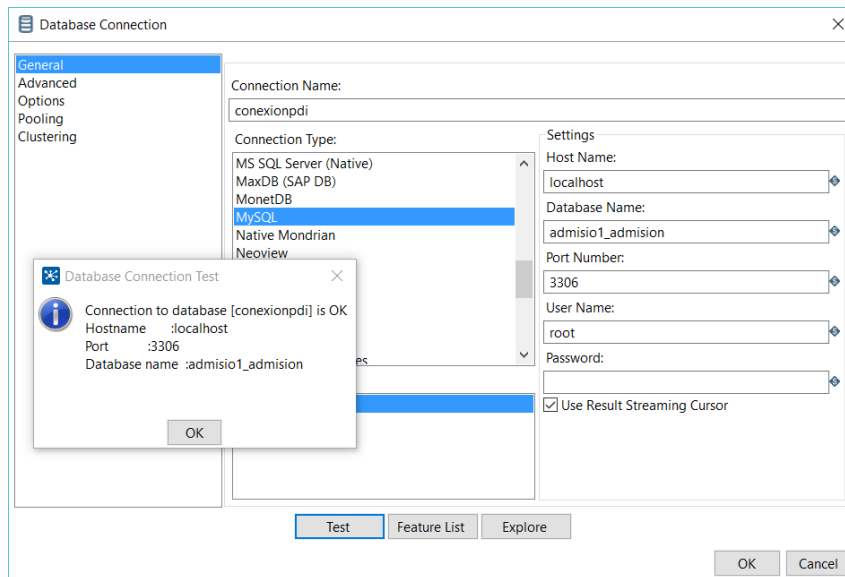 Database Connection
General
Advanced
Options
Pooling
Clustering
Connection Name:
conexionpdi
Connection Type:
MS SQL Server (Native)
MaxDB (SAP DB)
MonetDB
MySQL
Native Mondrian
Neoview
Settings
Host Name:
localhost
Database Name:
admisio1_admision
Port Number:
3306
User Name:
root
Password:
Use Result Streaming Cursor
Database Connection Test
Connection to database [conexionpdi] is OK
Hostname :localhost
Port :3306
Database name :admisio1_admision
OK
Test
Feature List
Explore
OK
Cancel